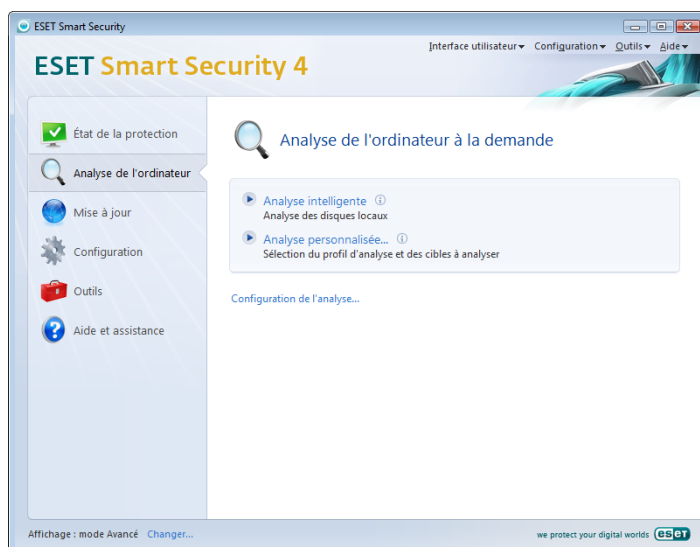 ESET Smart Security
Interface utilisateur Configuration Outils Aide
ESET Smart Security 4
État de la protection
Analyse de l'ordinateur
Mise à jour
Configuration
Outils
Aide et assistance
Analyse de l'ordinateur à la demande
Analyse intelligente
Analyse des disques locaux
Analyse personnalisée...
Sélection du profil d'analyse et des cibles à analyser
Configuration de l'analyse...
Affichage : mode Avancé Changer...
we protect your digital worlds eseT